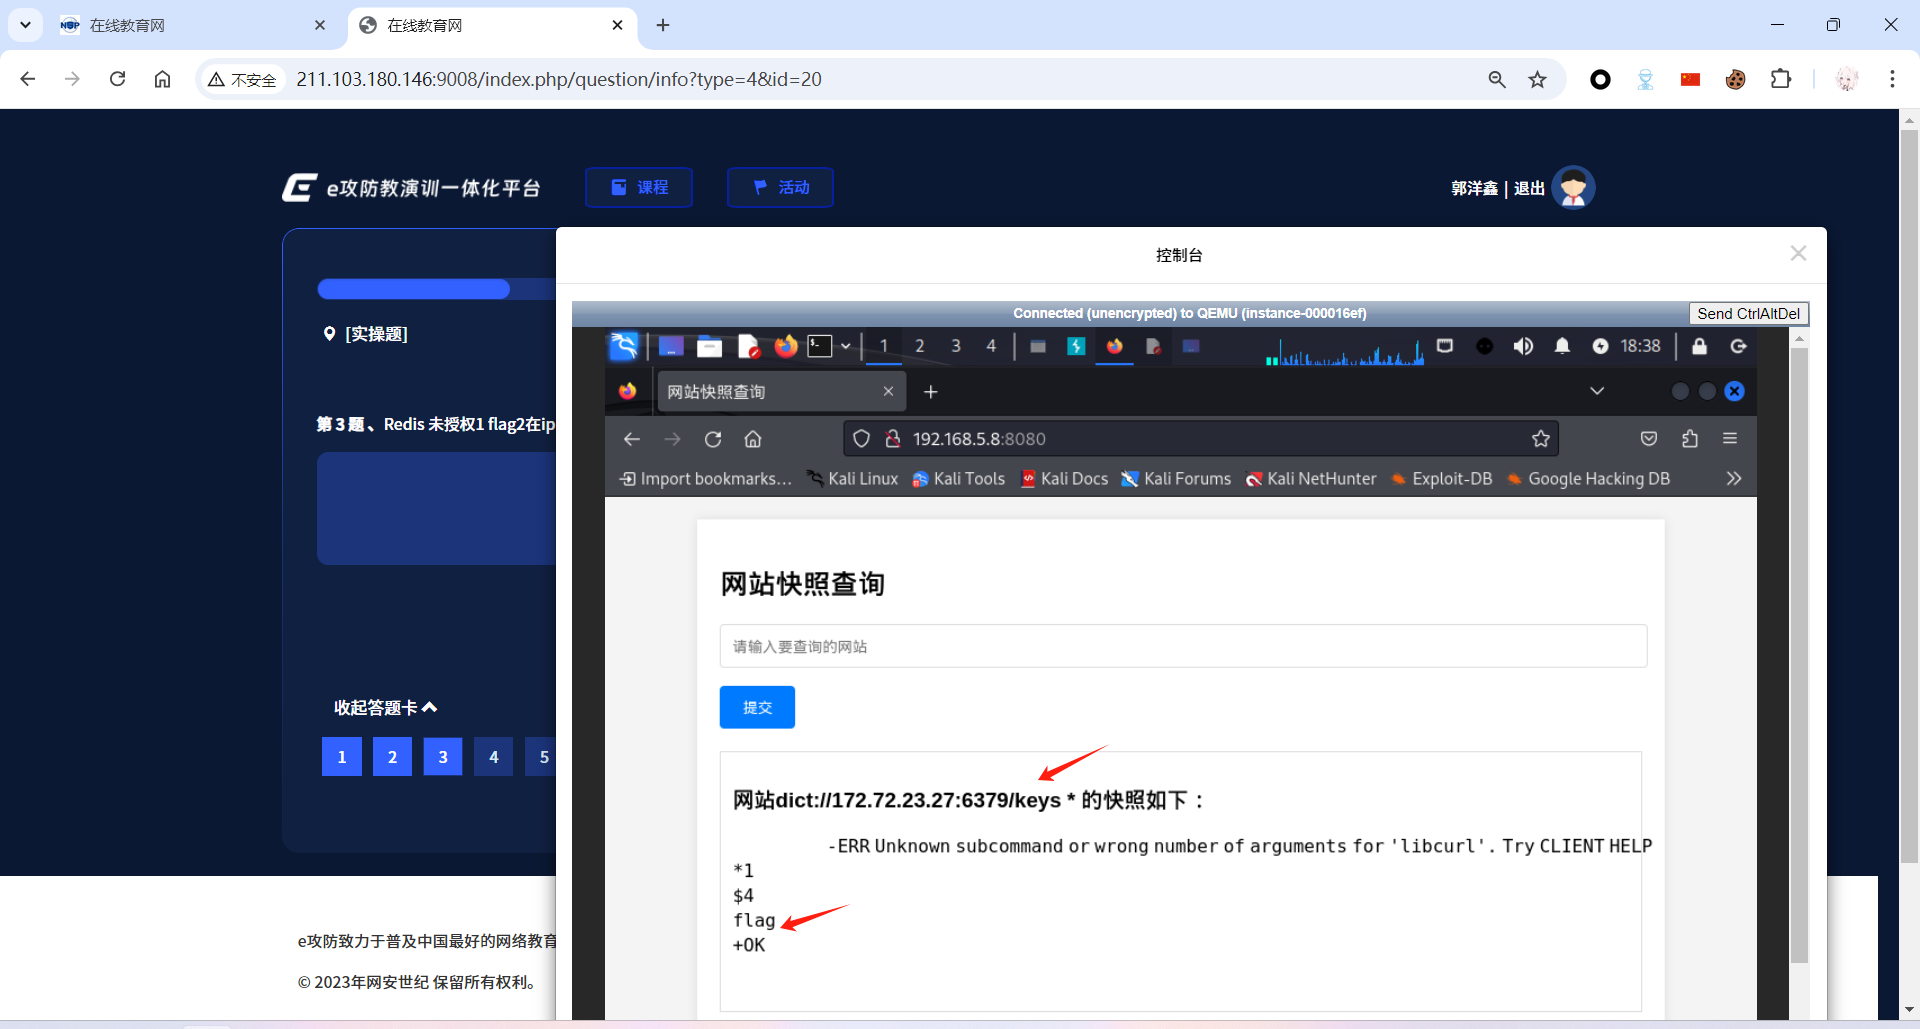 在线教育网
在线教育网
不安全
211.103.180.146:9008/index.php/question/info?type=4&id=20
e攻防教演训一体化平台
课程
活动
郭洋鑫 | 退出
控制台
Connected (unencrypted) to QEMU (instance-000016ef)
Send CtrlAltDel
[实操题]
1 2 3 4
18:38
网站快照查询
192.168.5.8:8080
第 3 题 、Redis 未授权1 flag2在ip
Import bookmarks... Kali Linux Kali Tools Kali Docs Kali Forums Kali NetHunter Exploit-DB Google Hacking DB
网站快照查询
请输入要查询的网站
提交
收起答题卡
1 2 3 4 5
网站dict://172.72.23.27:6379/keys * 的快照如下：
-ERR Unknown subcommand or wrong number of arguments for 'libcurl'. Try CLIENT HELP
*1
$4
flag
+OK
e攻防致力于普及中国最好的网络教育
© 2023年网安世纪 保留所有权利。